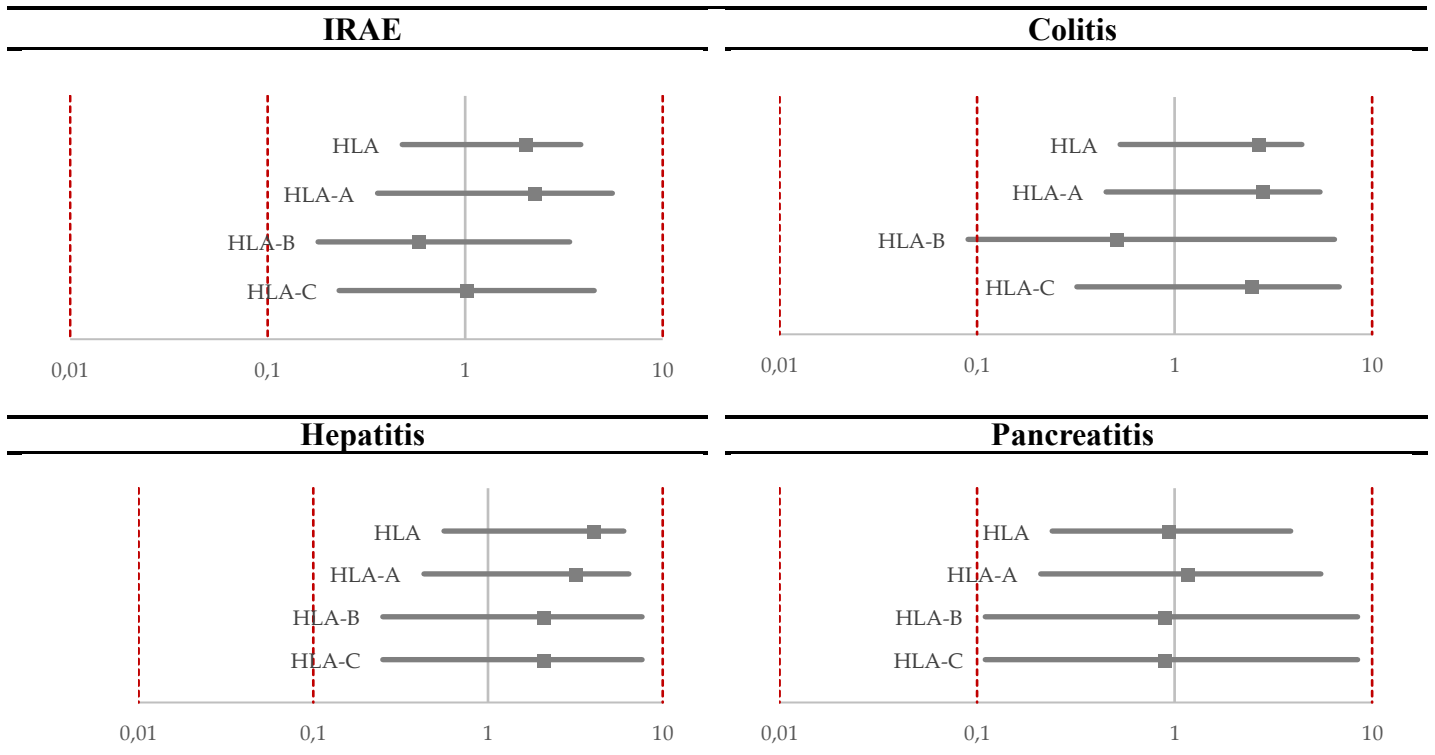 IRAE
HLA
HLA-A
HLA-B
HLA-C
0,01 0,1 1 10
Colitis
HLA
HLA-A
HLA-B
HLA-C
0,01 0,1 1 10
Hepatitis
HLA
HLA-A
HLA-B
HLA-C
0,01 0,1 1 10
Pancreatitis
HLA
HLA-A
HLA-B
HLA-C
0,01 0,1 1 10